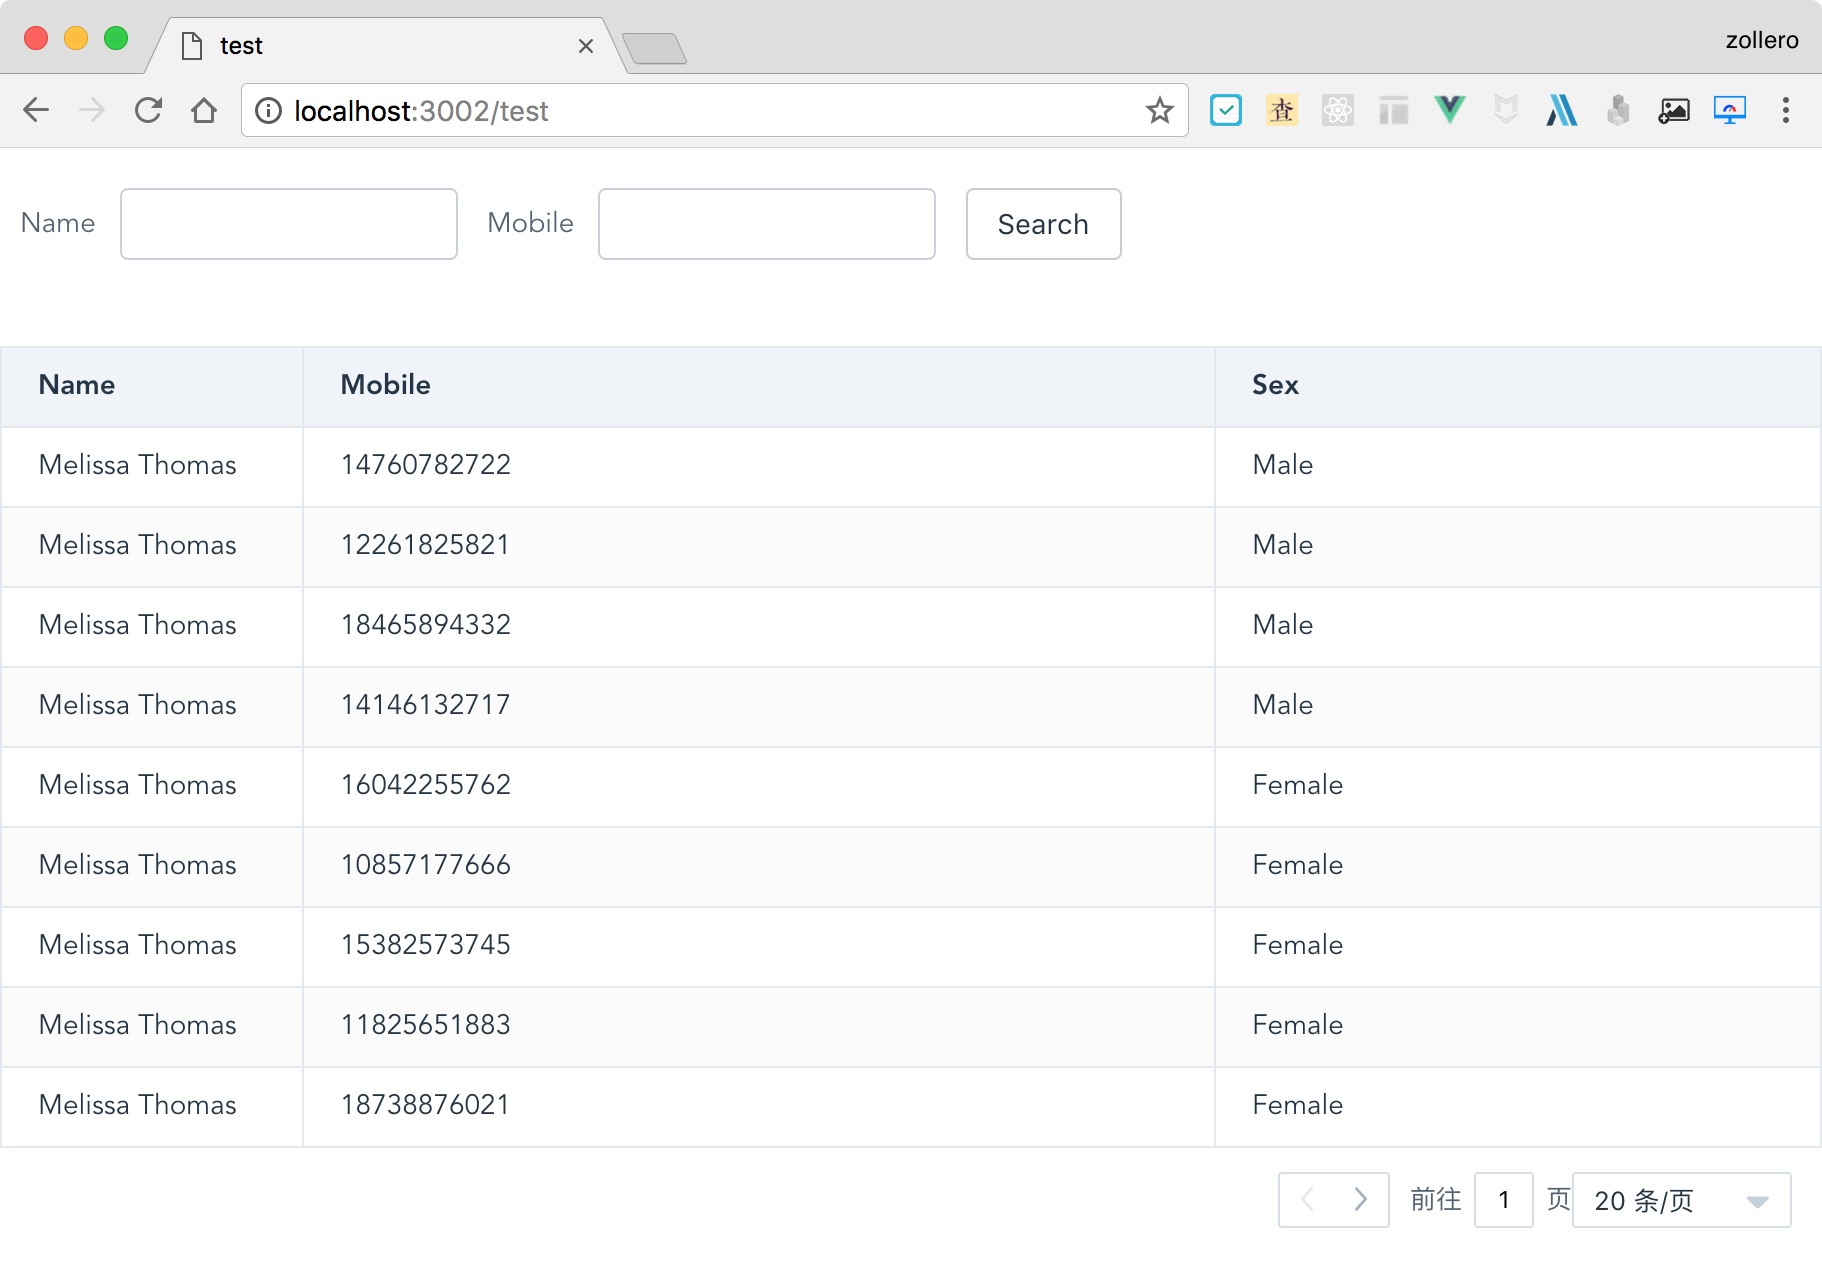 test
zollero
localhost:3002/test
查
Name Mobile Search
Name Mobile Sex
Melissa Thomas 14760782722 Male
Melissa Thomas 12261825821 Male
Melissa Thomas 18465894332 Male
Melissa Thomas 14146132717 Male
Melissa Thomas 16042255762 Female
Melissa Thomas 10857177666 Female
Melissa Thomas 15382573745 Female
Melissa Thomas 11825651883 Female
Melissa Thomas 18738876021 Female
前往 1 页 20 条/页